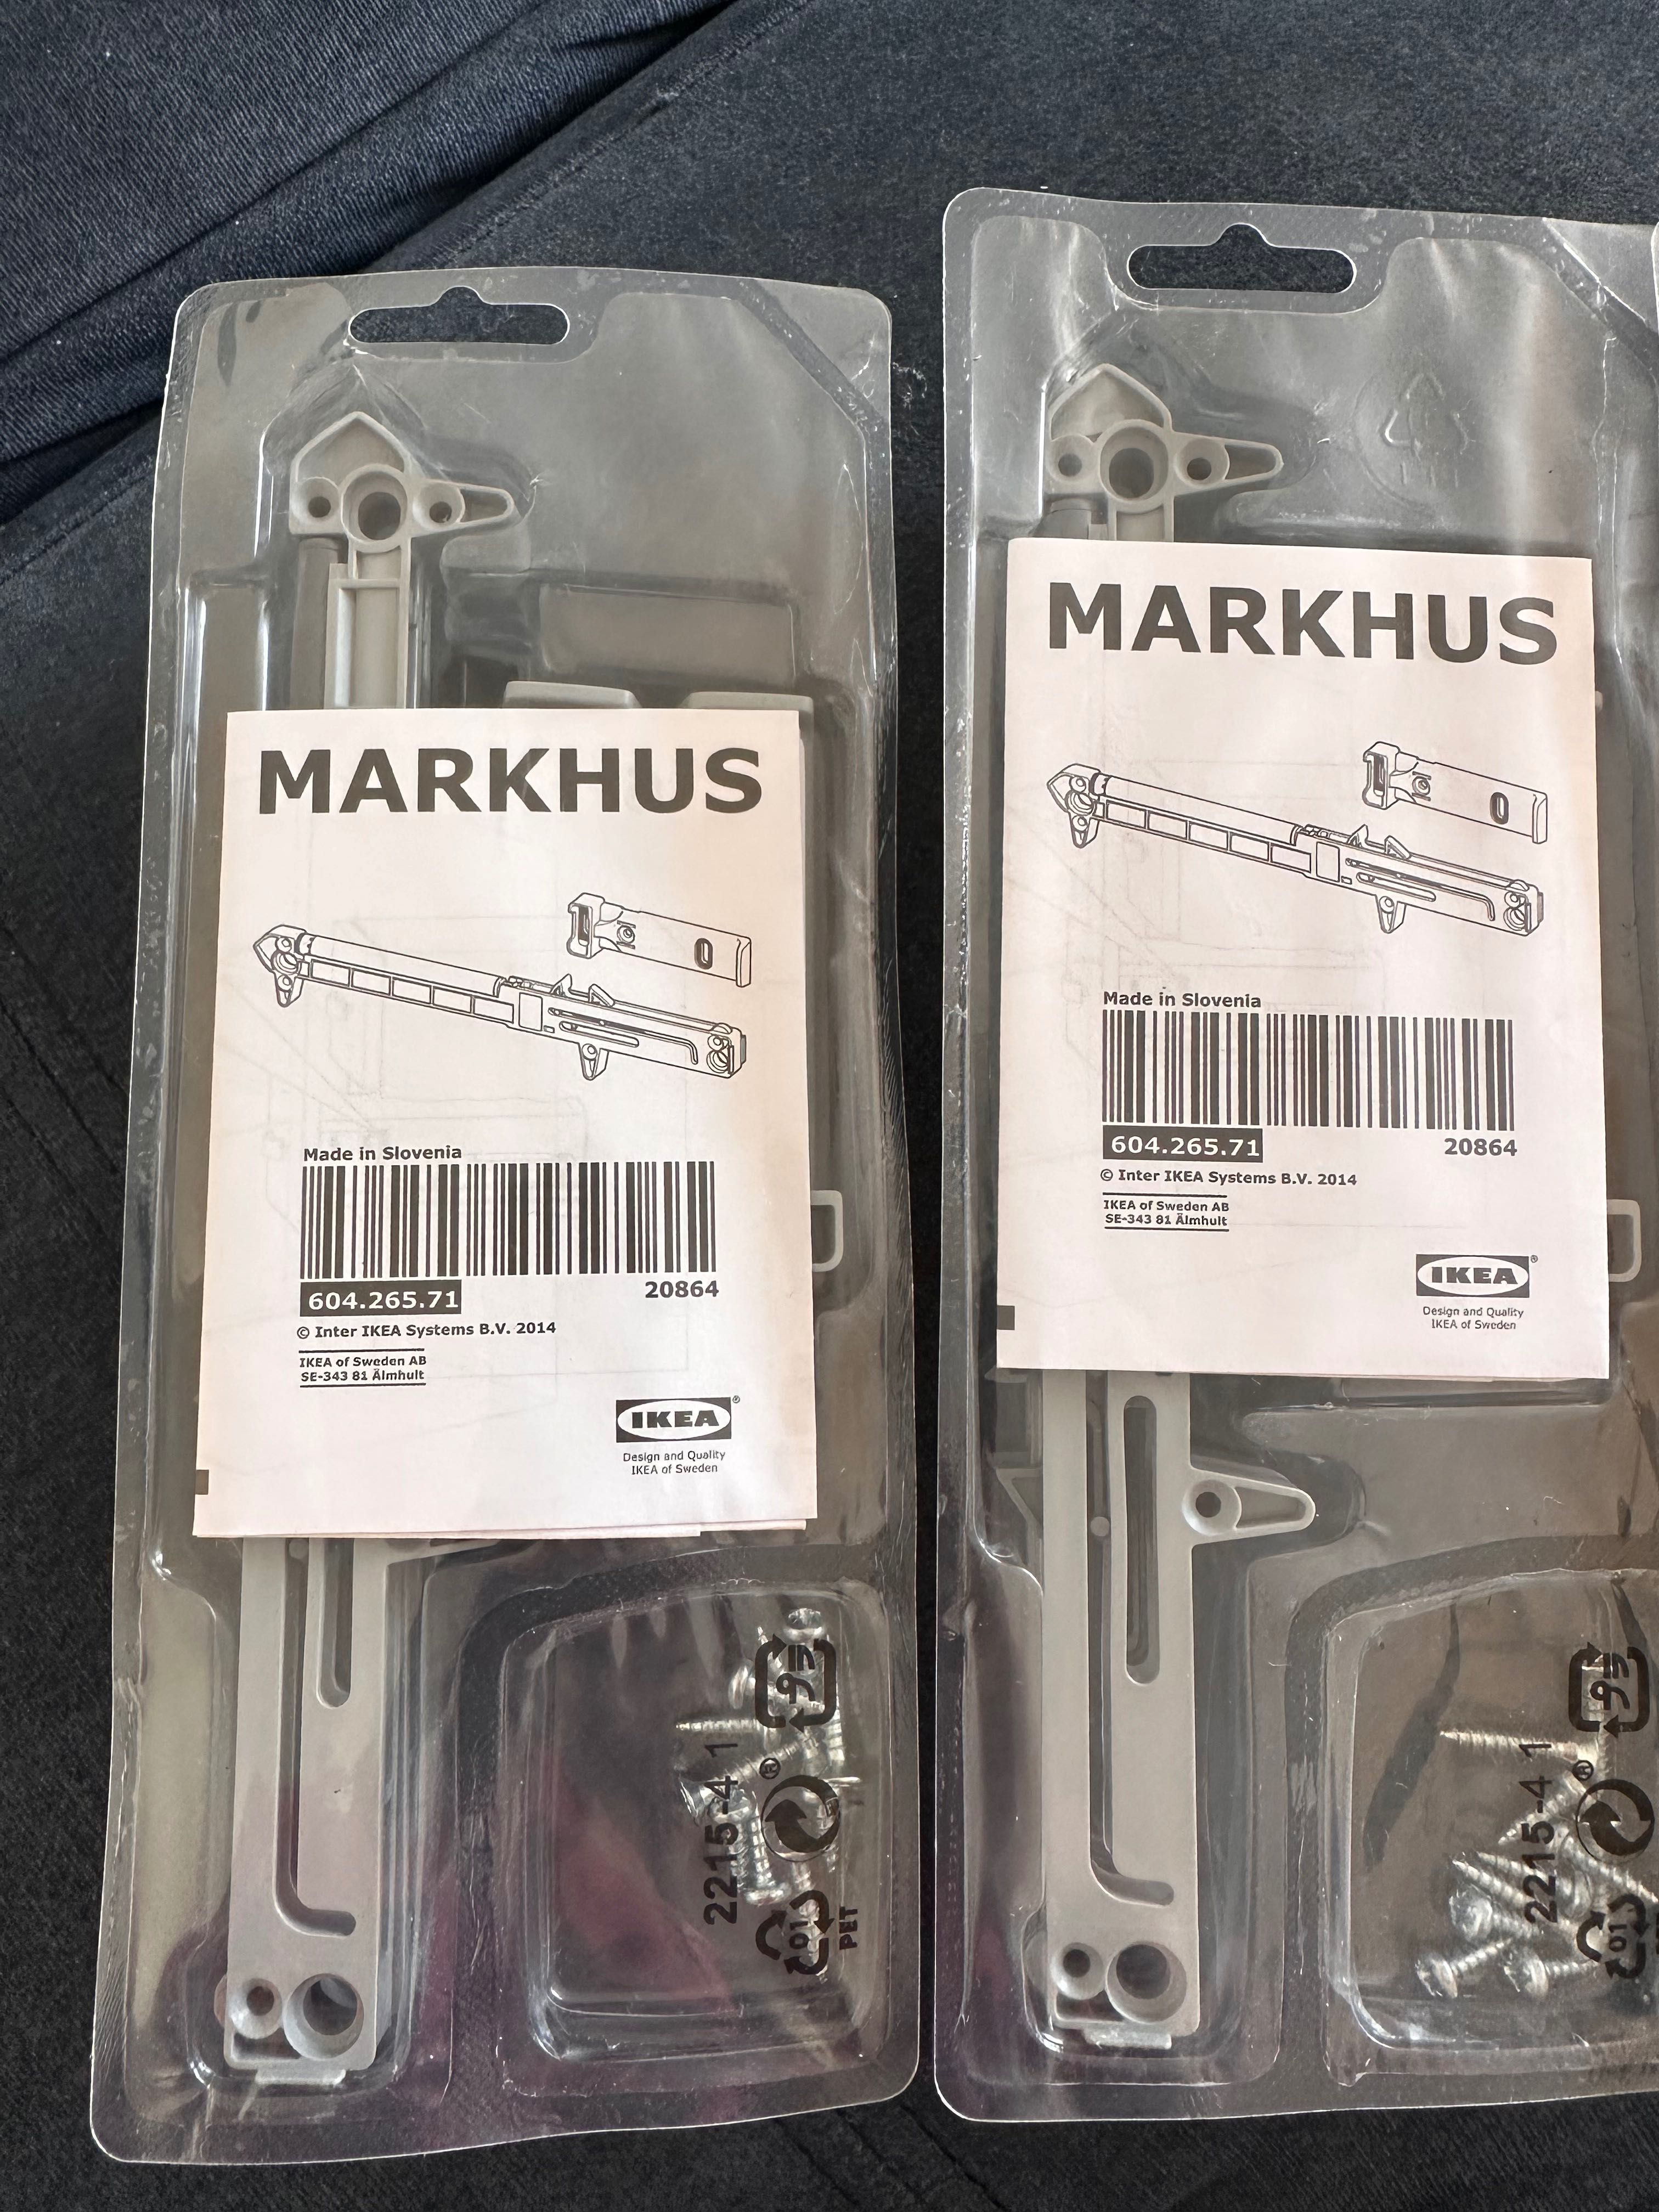 MARKHUS
Made in Slovenia
604.265.71 20864
© Inter IKEA Systems B.V. 2014
IKEA of Sweden AB
SE-343 81 Älmhult
IKEA®
Design and Quality
IKEA of Sweden
2215-4 1
01
PET
MARKHUS
Made in Slovenia
604.265.71 20864
© Inter IKEA Systems B.V. 2014
IKEA of Sweden AB
SE-343 81 Älmhult
IKEA®
Design and Quality
IKEA of Sweden
2215-4 1
01